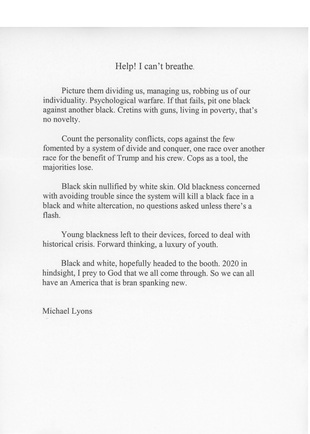 Help! I can't breathe.
Picture them dividing us, managing us, robbing us of our
individuality. Psychological warfare. If that fails, pit one black
against another black. Cretins with guns, living in poverty, that's
no novelty.
Count the personality conflicts, cops against the few
fomented by a system of divide and conquer, one race over another
race for the benefit of Trump and his crew. Cops as a tool, the
majorities lose.
Black skin nullified by white skin. Old blackness concerned
with avoiding trouble since the system will kill a black face in a
black and white altercation, no questions asked unless there's a
flash.
Young blackness left to their devices, forced to deal with
historical crisis. Forward thinking, a luxury of youth.
Black and white, hopefully headed to the booth. 2020 in
hindsight, I prey to God that we all come through. So we can all
have an America that is bran spanking new.
Michael Lyons